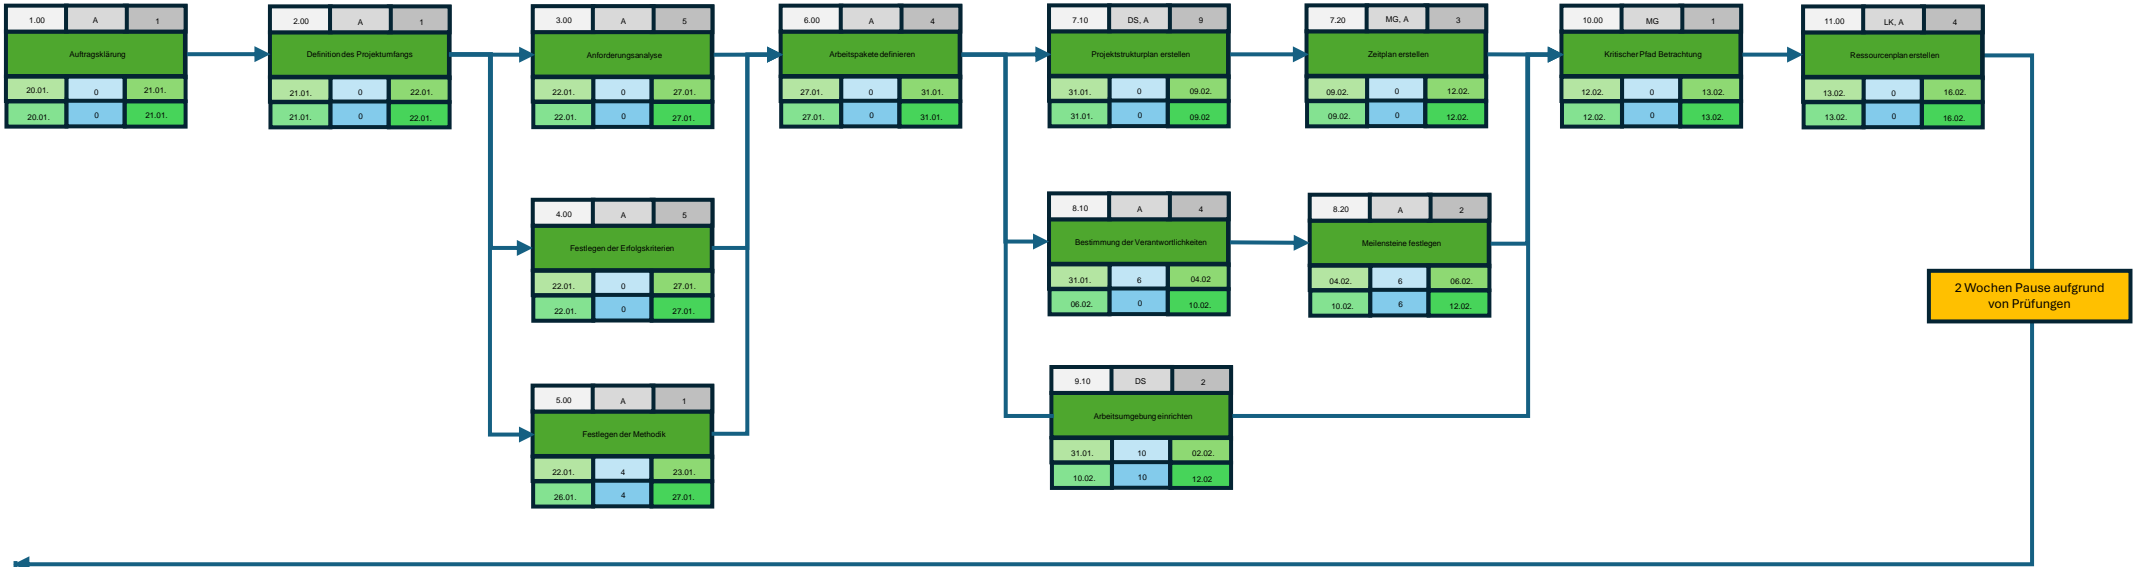 1.00 A 1
Auftragsklärung
20.01. 0 21.01.
20.01. 0 21.01.
2.00 A 1
Definition des Projektumfangs
21.01. 0 22.01.
21.01. 0 22.01.
3.00 A 5
Anforderungsanalyse
22.01. 0 27.01.
22.01. 0 27.01.
4.00 A 5
Festlegen der Erfolgskriterien
22.01. 0 27.01.
22.01. 0 27.01.
5.00 A 1
Festlegen der Methodik
22.01. 4 23.01.
26.01. 4 27.01.
6.00 A 4
Arbeitspakete definieren
27.01. 0 31.01.
27.01. 0 31.01.
7.10 DS, A 9
Projektstrukturplan erstellen
31.01. 0 09.02.
31.01. 0 09.02
7.20 MG, A 3
Zeitplan erstellen
09.02. 0 12.02.
09.02. 0 12.02.
8.10 A 4
Bestimmung der Verantwortlichkeiten
31.01. 6 04.02
06.02. 0 10.02.
8.20 A 2
Meilensteine festlegen
04.02. 6 06.02.
10.02. 6 12.02.
9.10 DS 2
Arbeitsumgebung einrichten
31.01. 10 02.02.
10.02. 10 12.02
10.00 MG 1
Kritischer Pfad Betrachtung
12.02. 0 13.02.
12.02. 0 13.02.
11.00 LK, A 4
Ressourcenplan erstellen
13.02. 0 16.02.
13.02. 0 16.02.
2 Wochen Pause aufgrund
von Prüfungen